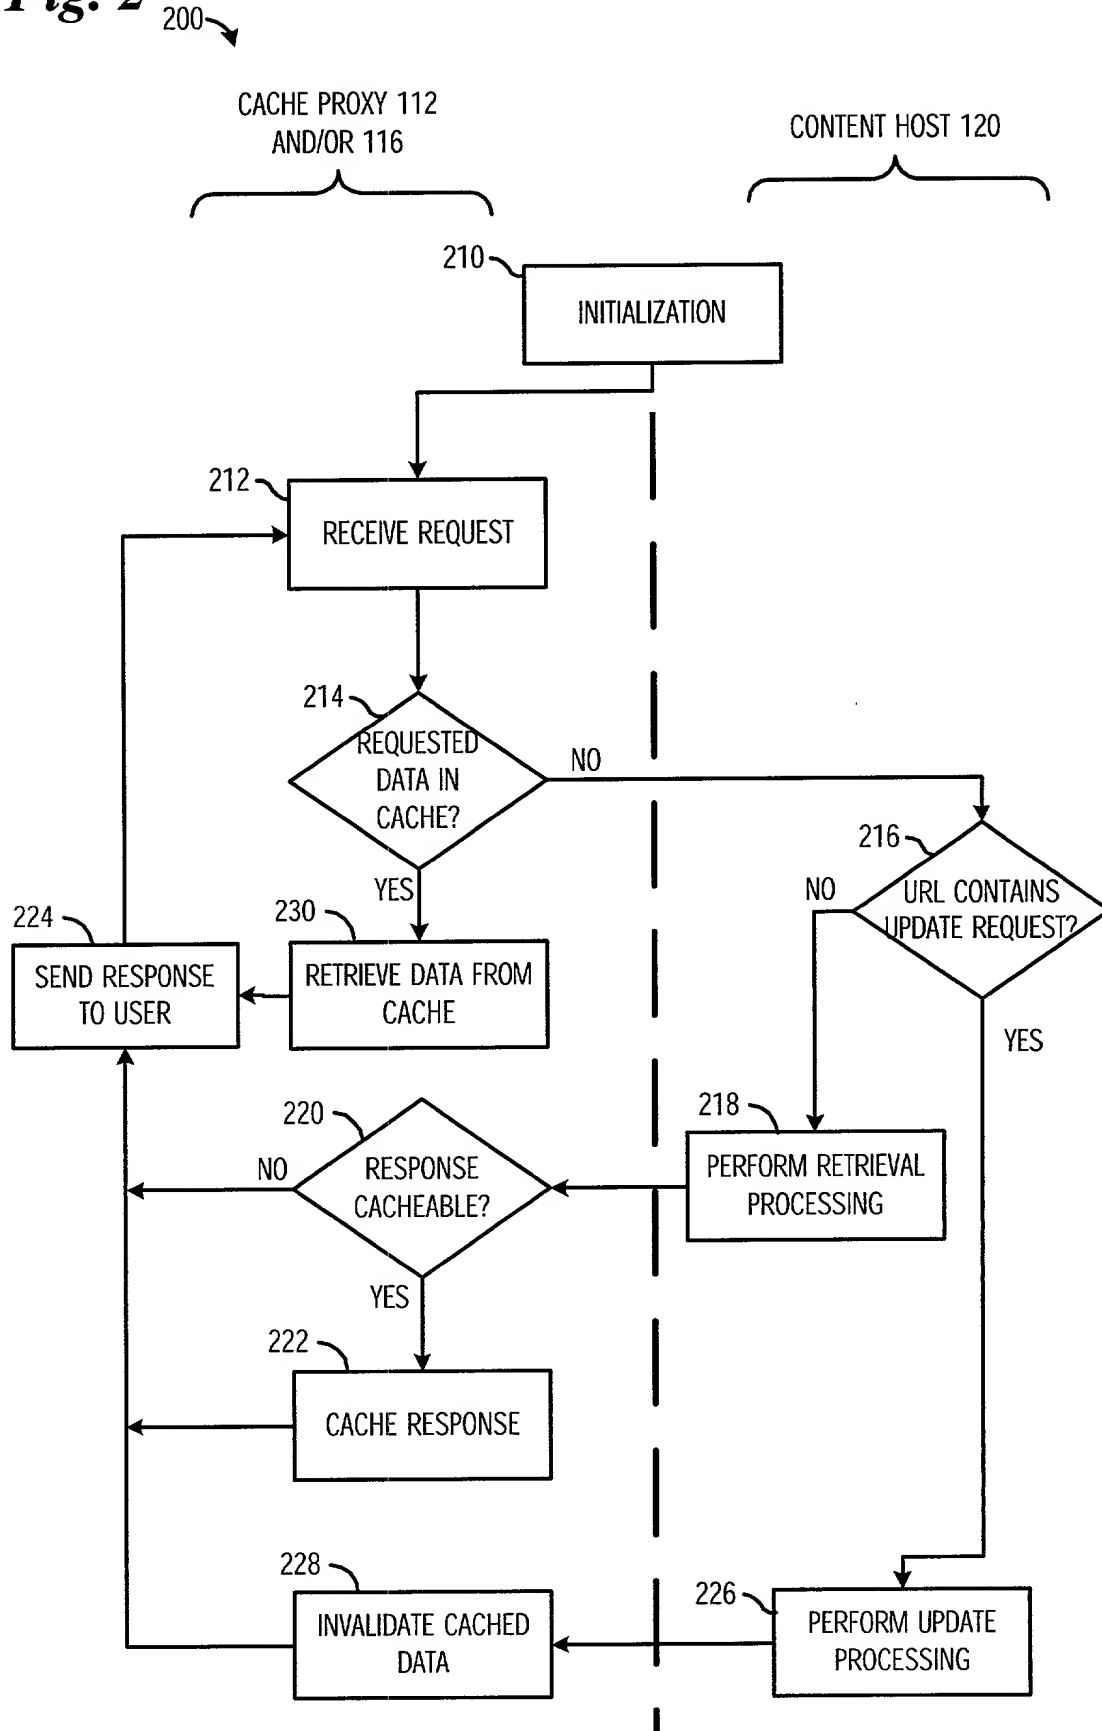 Fig. 2
200
CACHE PROXY 112
AND/OR 116
CONTENT HOST 120
210
INITIALIZATION
212
RECEIVE REQUEST
214
REQUESTED
DATA IN
CACHE?
NO
YES
216
URL CONTAINS
UPDATE REQUEST?
NO
YES
224
SEND RESPONSE
TO USER
230
RETRIEVE DATA FROM
CACHE
218
PERFORM RETRIEVAL
PROCESSING
220
RESPONSE
CACHEABLE?
NO
YES
222
CACHE RESPONSE
228
INVALIDATE CACHED
DATA
226
PERFORM UPDATE
PROCESSING